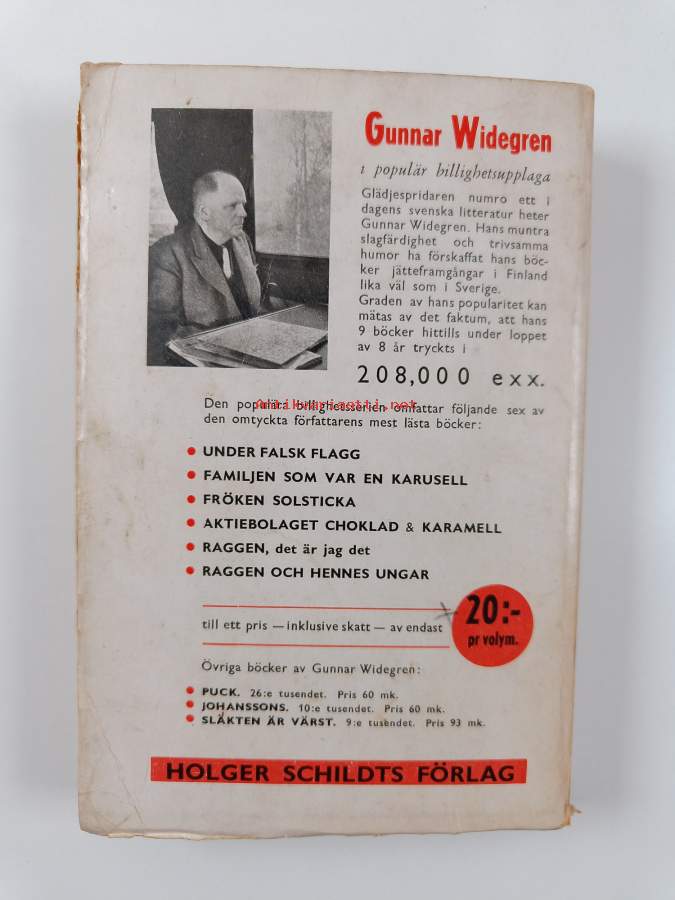 Gunnar Widegren
i populär billighetsupplaga
Glädjespridaren numro ett i
dagens svenska litteratur heter
Gunnar Widegren. Hans muntra
slagfärdighet och trivsamma
humor ha förskaffat hans böc-
ker jätteframgångar i Finland
lika väl som i Sverige.
Graden av hans popularitet kan
mätas av det faktum, att hans
9 böcker hittills under loppet
av 8 år tryckts i
208,000 exx.
Antikvariaatti.net
Den populära billighetsserien omfattar följande sex av
den omtyckta författarens mest lästa böcker:
• UNDER FALSK FLAGG
• FAMILJEN SOM VAR EN KARUSELL
• FRÖKEN SOLSTICKA
• AKTIEBOLAGET CHOKLAD & KARAMELL
• RAGGEN, det är jag det
• RAGGEN OCH HENNES UNGAR
till ett pris — inklusive skatt — av endast
20:-
pr volym.
Övriga böcker av Gunnar Widegren:
• PUCK. 26:e tusendet. Pris 60 mk.
• JOHANSSONS. 10:e tusendet. Pris 60 mk.
• SLÄKTEN ÄR VÄRST. 9:e tusendet. Pris 93 mk.
HOLGER SCHILDTS FÖRLAG